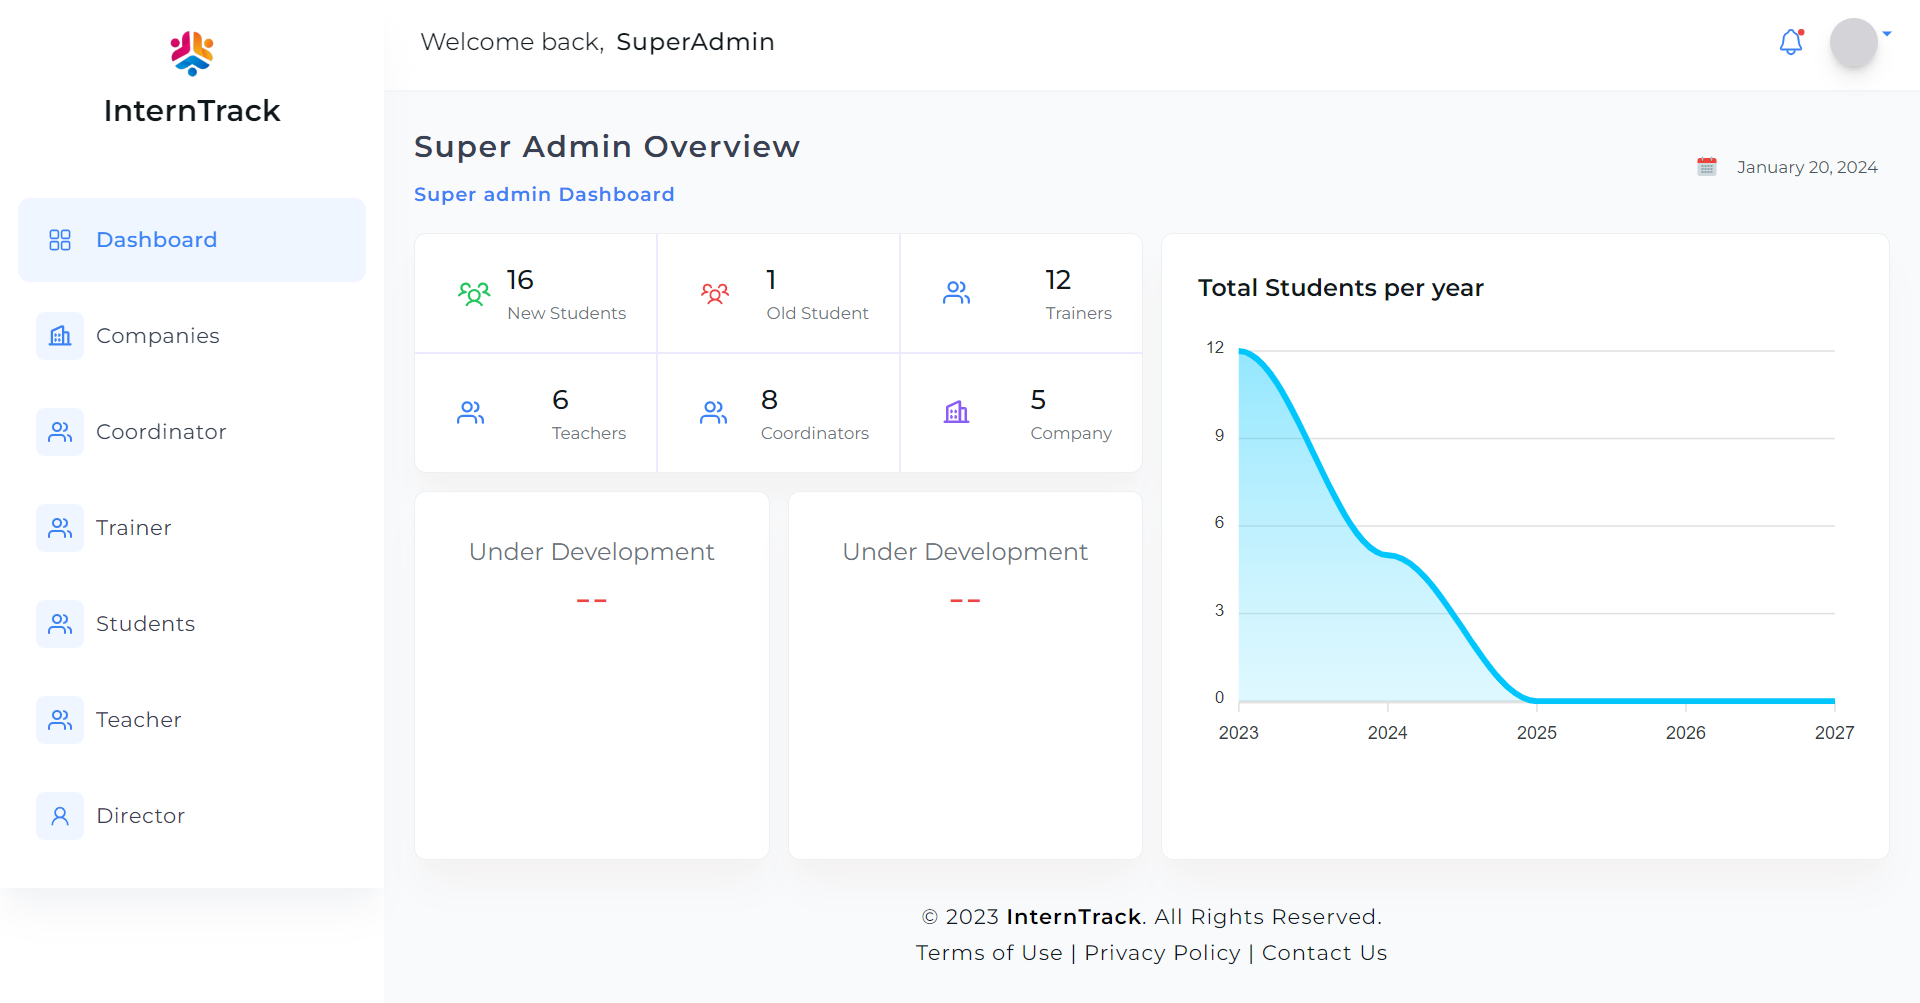 InternTrack
Dashboard
Companies
Coordinator
Trainer
Students
Teacher
Director
Welcome back, SuperAdmin
Super Admin Overview
Super admin Dashboard
January 20, 2024
16
New Students
1
Old Student
12
Trainers
6
Teachers
8
Coordinators
5
Company
Under Development
--
Under Development
--
Total Students per year
12
9
6
3
0
2023 2024 2025 2026 2027
© 2023 InternTrack. All Rights Reserved.
Terms of Use | Privacy Policy | Contact Us